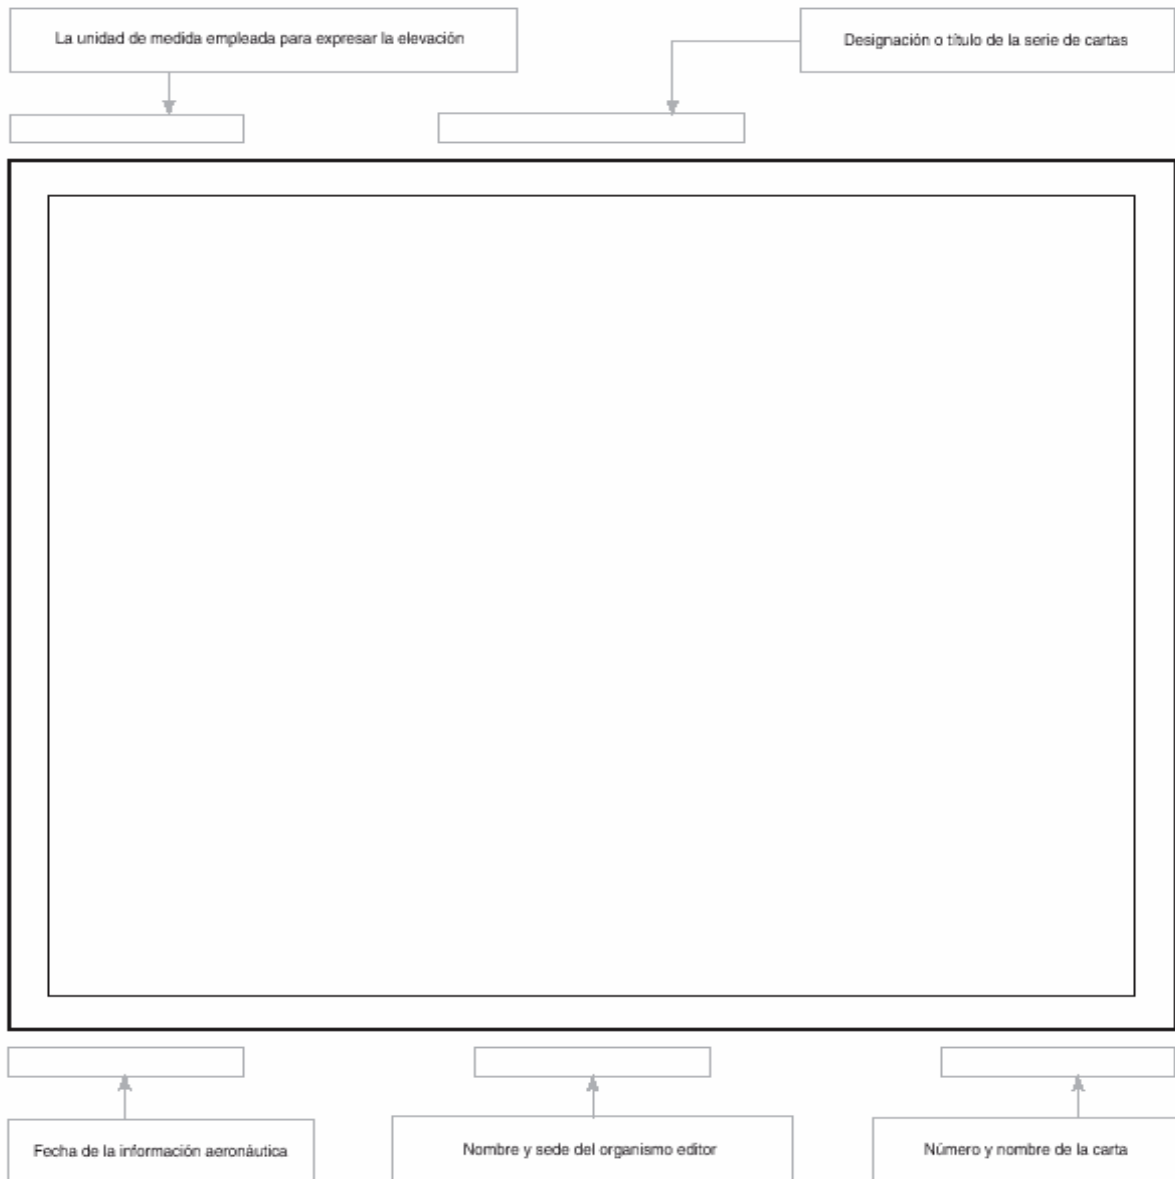 La unidad de medida empleada para expresar la elevación
Designación o título de la serie de cartas
Fecha de la información aeronáutica
Nombre y sede del organismo editor
Número y nombre de la carta